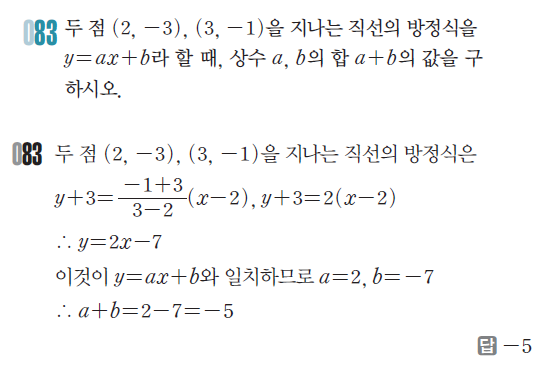 083 두 점 (2, −3), (3, −1)을 지나는 직선의 방정식을
y=ax+b라 할 때, 상수 a, b의 합 a+b의 값을 구
하시오.
083 두 점 (2, −3), (3, −1)을 지나는 직선의 방정식은
y+3=\frac{−1+3}{3−2}(x−2), y+3=2(x−2)
∴ y=2x−7
이것이 y=ax+b와 일치하므로 a=2, b=−7
∴ a+b=2−7=−5
답 −5